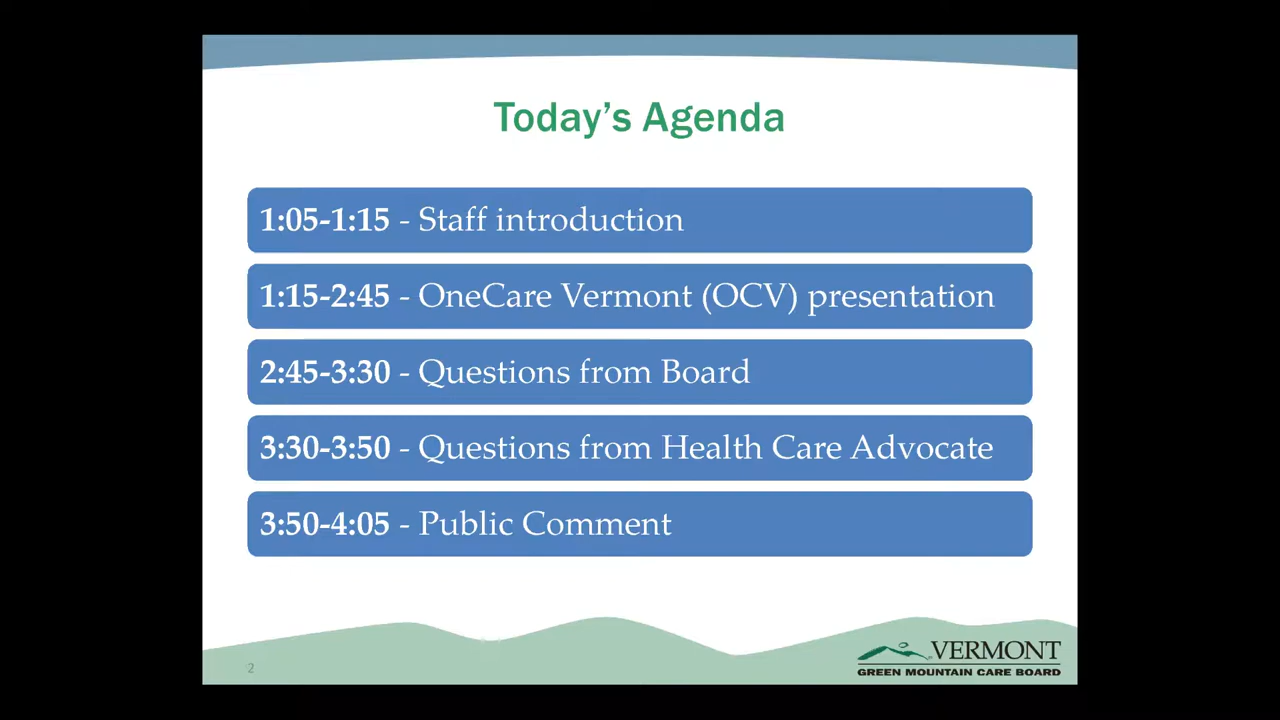 Today's Agenda
1:05-1:15 - Staff introduction
1:15-2:45 - OneCare Vermont (OCV) presentation
2:45-3:30 - Questions from Board
3:30-3:50 - Questions from Health Care Advocate
3:50-4:05 - Public Comment
2
VERMONT
GREEN MOUNTAIN CARE BOARD